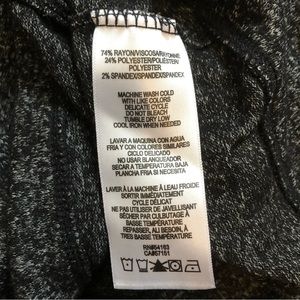 74% RAYON/VISCOSA/RAYONNE
24% POLYESTER/POLIÉSTER/
POLYESTER
2% SPANDEX/SPANDEX/SPANDEX
MACHINE WASH COLD
WITH LIKE COLORS
DELICATE CYCLE
DO NOT BLEACH
TUMBLE DRY LOW
COOL IRON WHEN NEEDED
LAVAR A MAQUINA CON AGUA
FRIA Y CON COLORES SIMILARES
CICLO DELICADO
NO USAR BLANQUEADOR
SECAR A TEMPERATURA BAJA
PLANCHA FRIA SI NECESITA
LAVER À LA MACHINE À L'EAU FROIDE
SORTIR IMMÉDIATEMENT
CYCLE DÉLICAT
NE PAS UTILISER DE JAVELLISANT
SÉCHER PAR CULBUTAGE À
BASSE TEMPÉRATURE
REPASSER, AU BESOIN, À
TRÈS BASSE TEMPÉRATURE
RN#54163
CA#57151